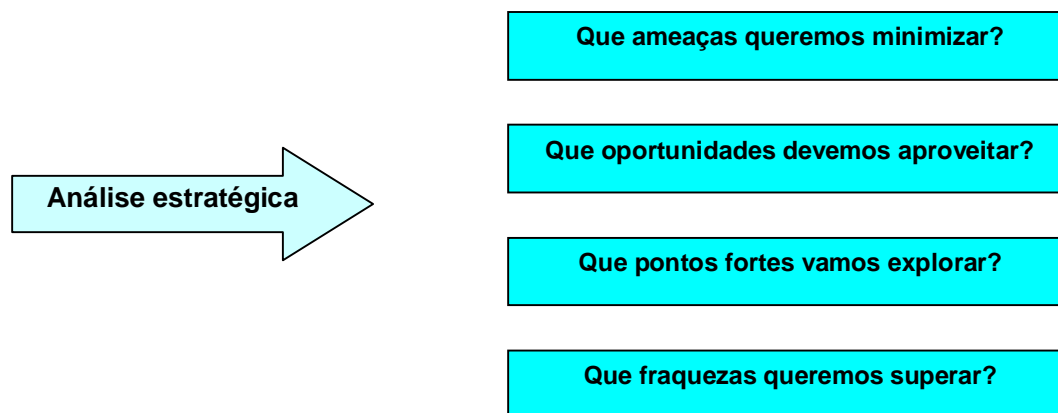 Que ameaças queremos minimizar?
Que oportunidades devemos aproveitar?
Análise estratégica
Que pontos fortes vamos explorar?
Que fraquezas queremos superar?